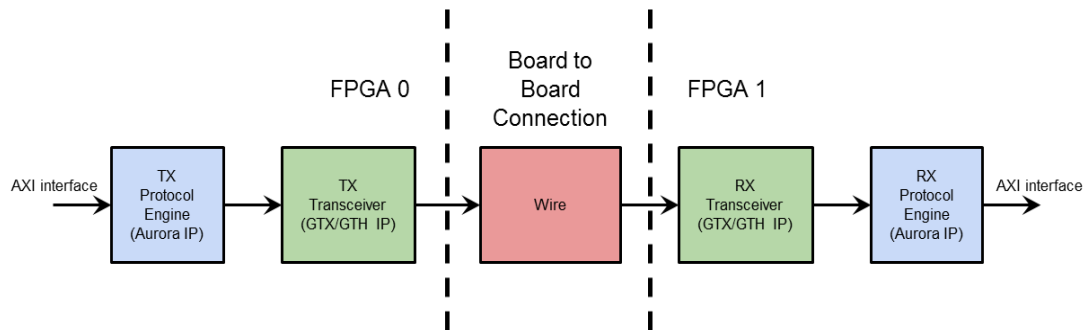 FPGA 0
Board to
Board
Connection
FPGA 1
AXI interface
TX
Protocol
Engine
(Aurora IP)
TX
Transceiver
(GTX/GTH IP)
Wire
RX
Transceiver
(GTX/GTH IP)
RX
Protocol
Engine
(Aurora IP)
AXI interface